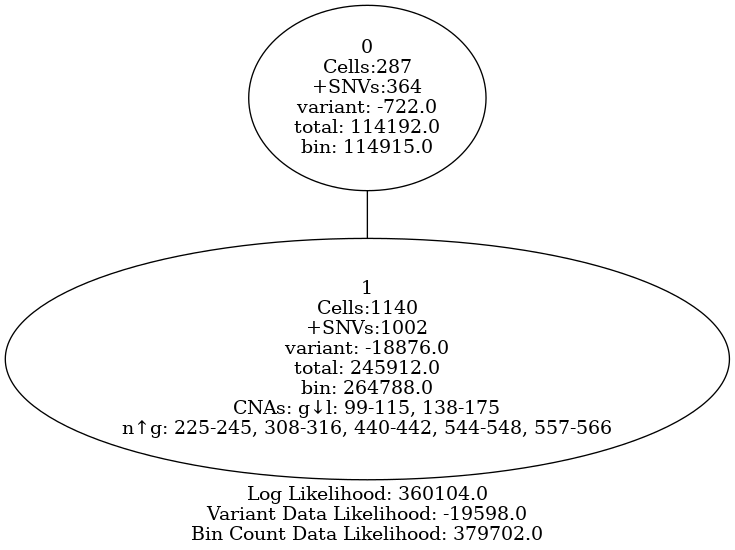 0
Cells:287
+SNVs:364
variant: -722.0
total: 114192.0
bin: 114915.0
1
Cells:1140
+SNVs:1002
variant: -18876.0
total: 245912.0
bin: 264788.0
CNAs: g↓l: 99-115, 138-175
n↑g: 225-245, 308-316, 440-442, 544-548, 557-566
Log Likelihood: 360104.0
Variant Data Likelihood: -19598.0
Bin Count Data Likelihood: 379702.0